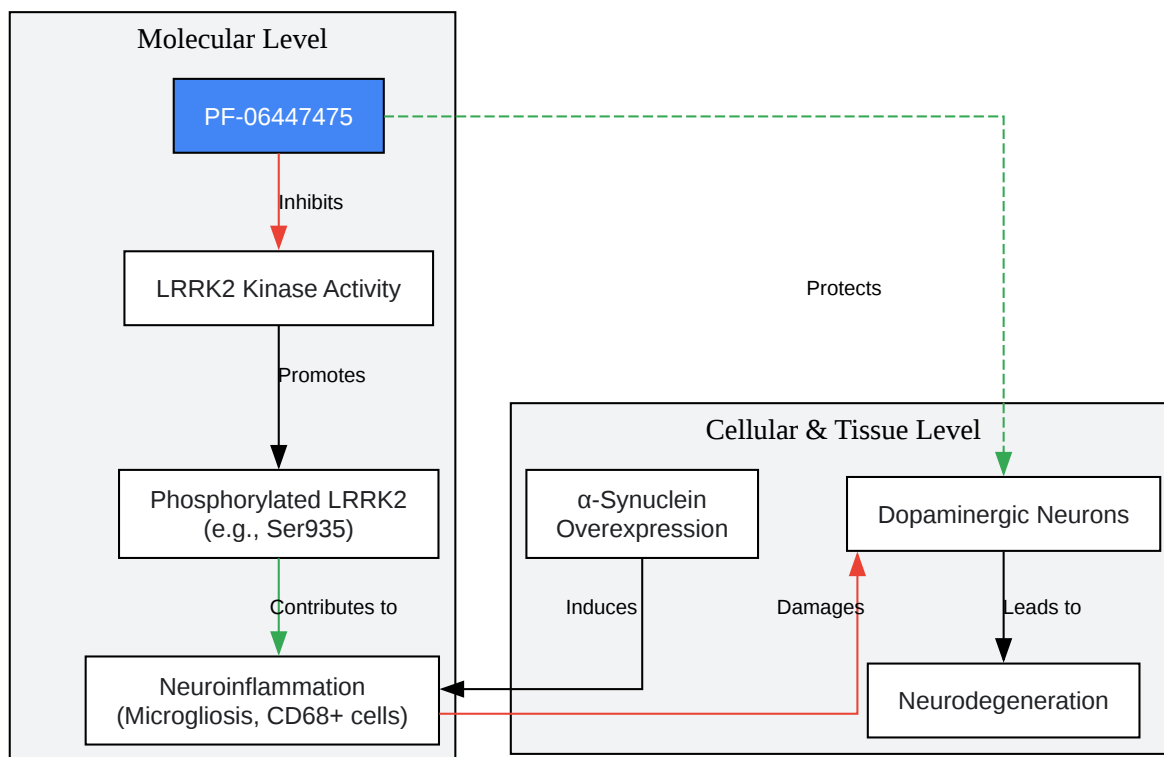 Molecular Level
PF-06447475
Inhibits
LRRK2 Kinase Activity
Protects
Promotes
Cellular & Tissue Level
Phosphorylated LRRK2
(e.g., Ser935)
α-Synuclein
Overexpression
Dopaminergic Neurons
Contributes to
Induces
Damages
Leads to
Neuroinflammation
(Microgliosis, CD68+ cells)
Neurodegeneration